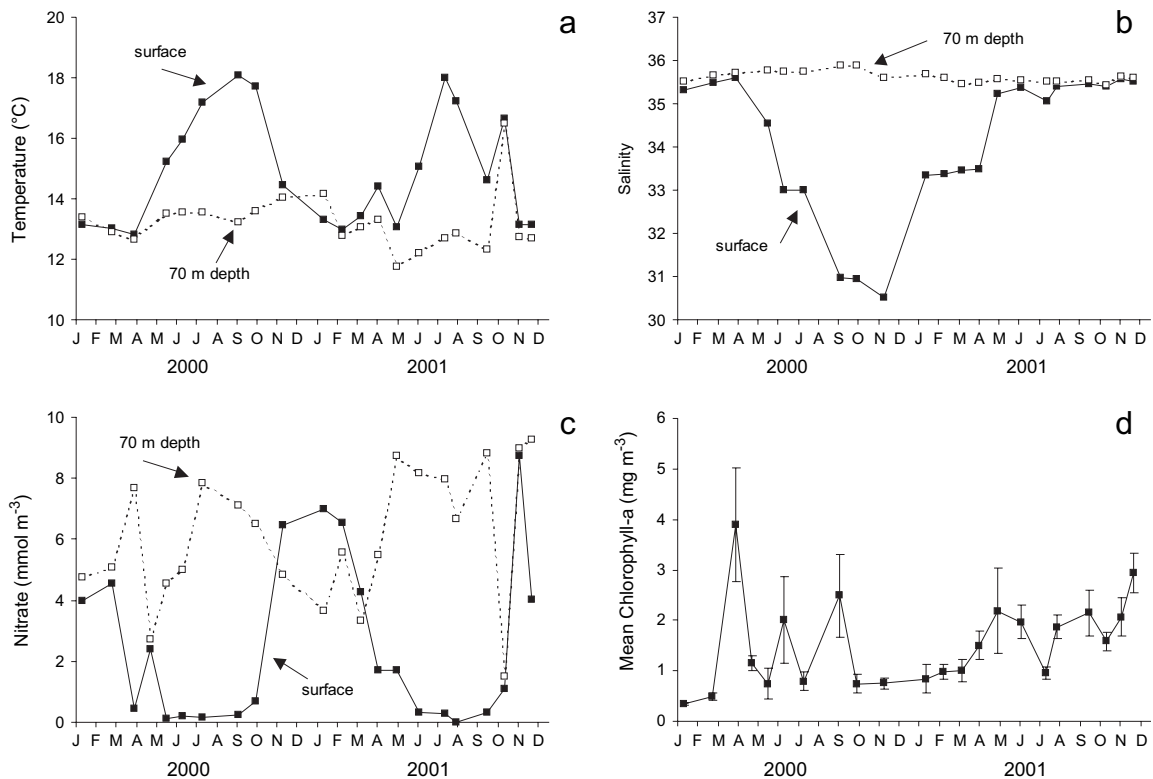 a
20
18
16
14
12
10
Temperature (°C)
surface
70 m depth
J F M A M J J A S O N D J F M A M J J A S O N D
2000 2001
b
37
36
35
34
33
32
31
30
Salinity
70 m depth
surface
J F M A M J J A S O N D J F M A M J J A S O N D
2000 2001
c
10
8
6
4
2
0
Nitrate (mmol m-3)
70 m depth
surface
J F M A M J J A S O N D J F M A M J J A S O N D
2000 2001
d
6
5
4
3
2
1
0
Mean Chlorophyll-a (mg m-3)
J F M A M J J A S O N D J F M A M J J A S O N D
2000 2001